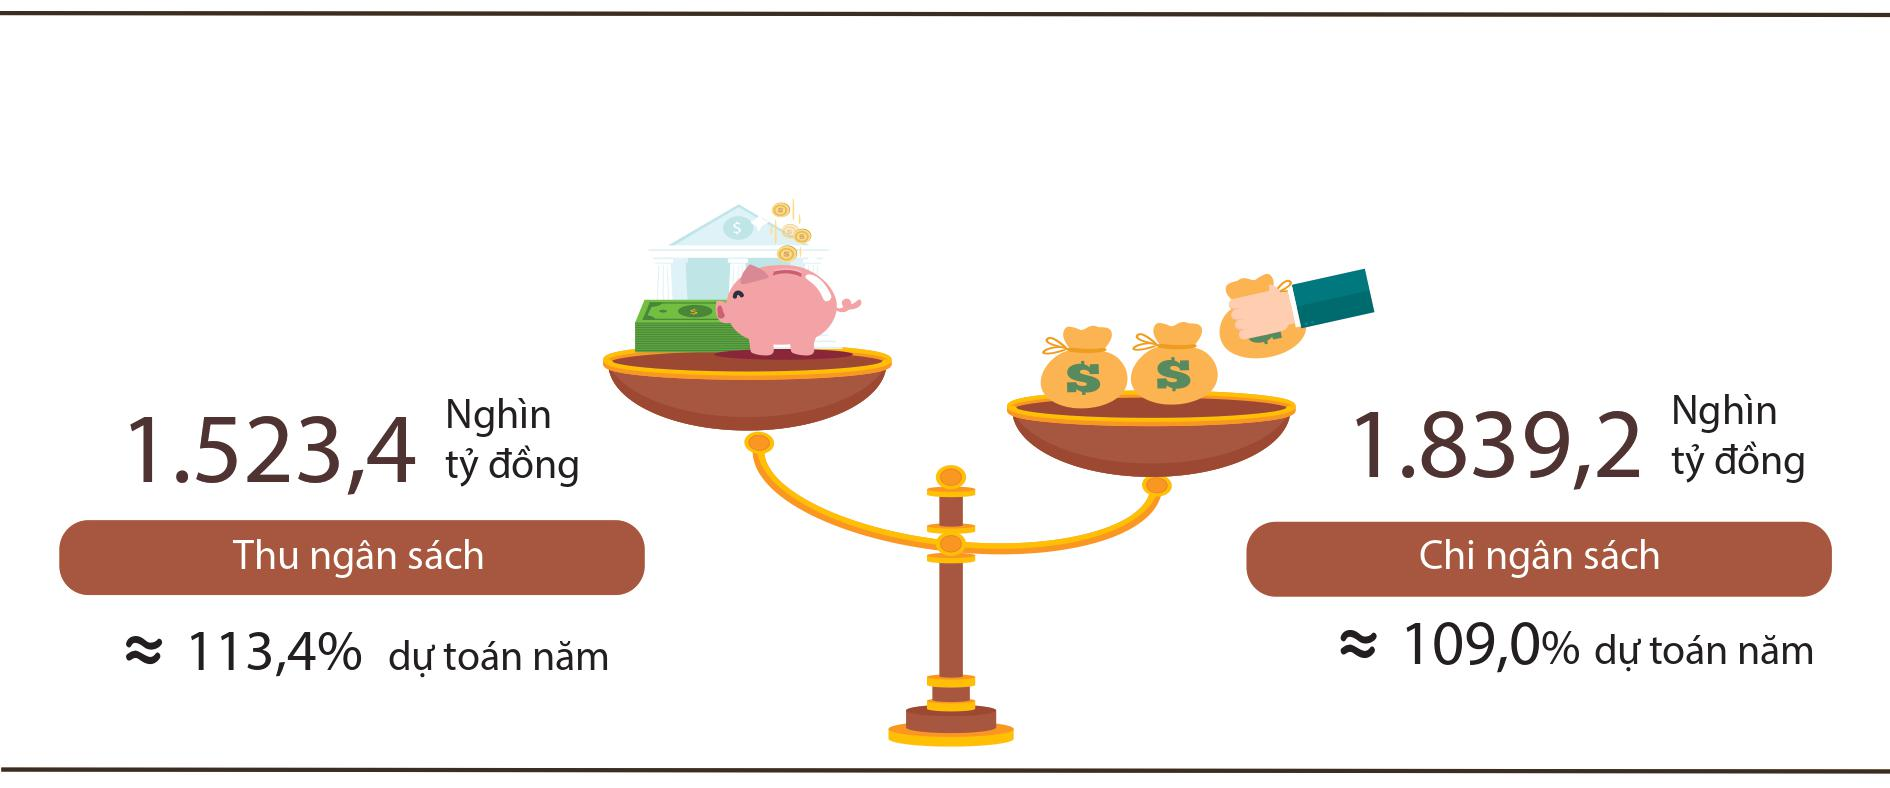 1.523,4 Nghìn
tỷ đồng
Thu ngân sách
≈ 113,4% dự toán năm
1.839,2 Nghìn
tỷ đồng
Chi ngân sách
≈ 109,0% dự toán năm